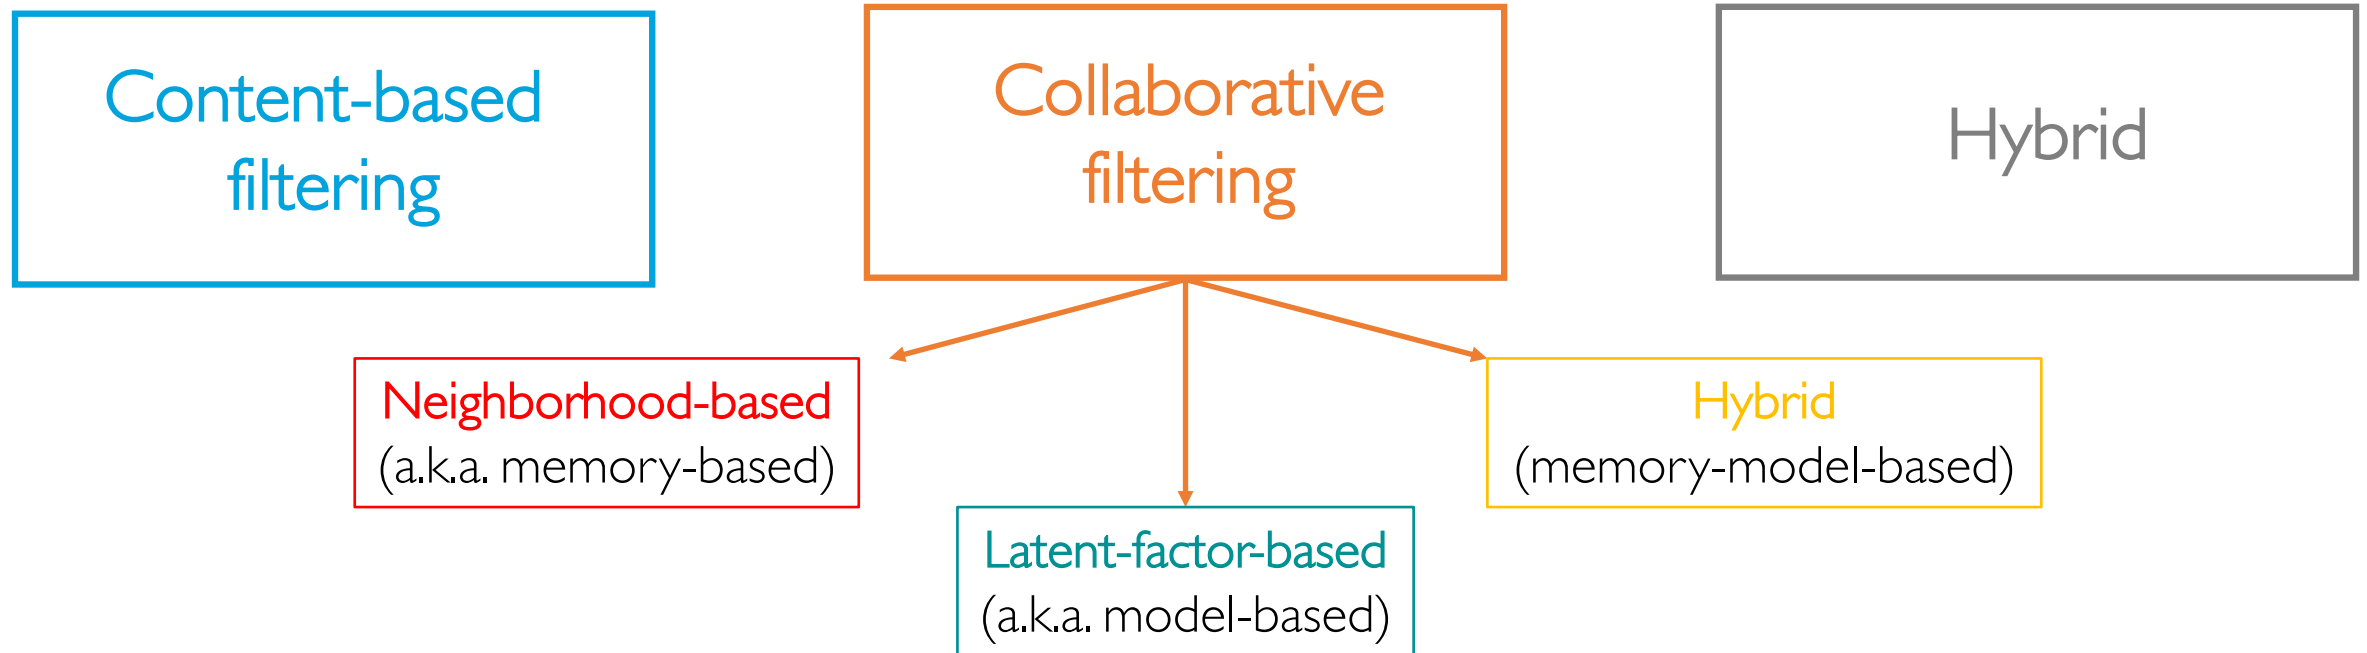 Content-based
filtering
Collaborative
filtering
Hybrid
Neighborhood-based
(a.k.a. memory-based)
Latent-factor-based
(a.k.a. model-based)
Hybrid
(memory-model-based)